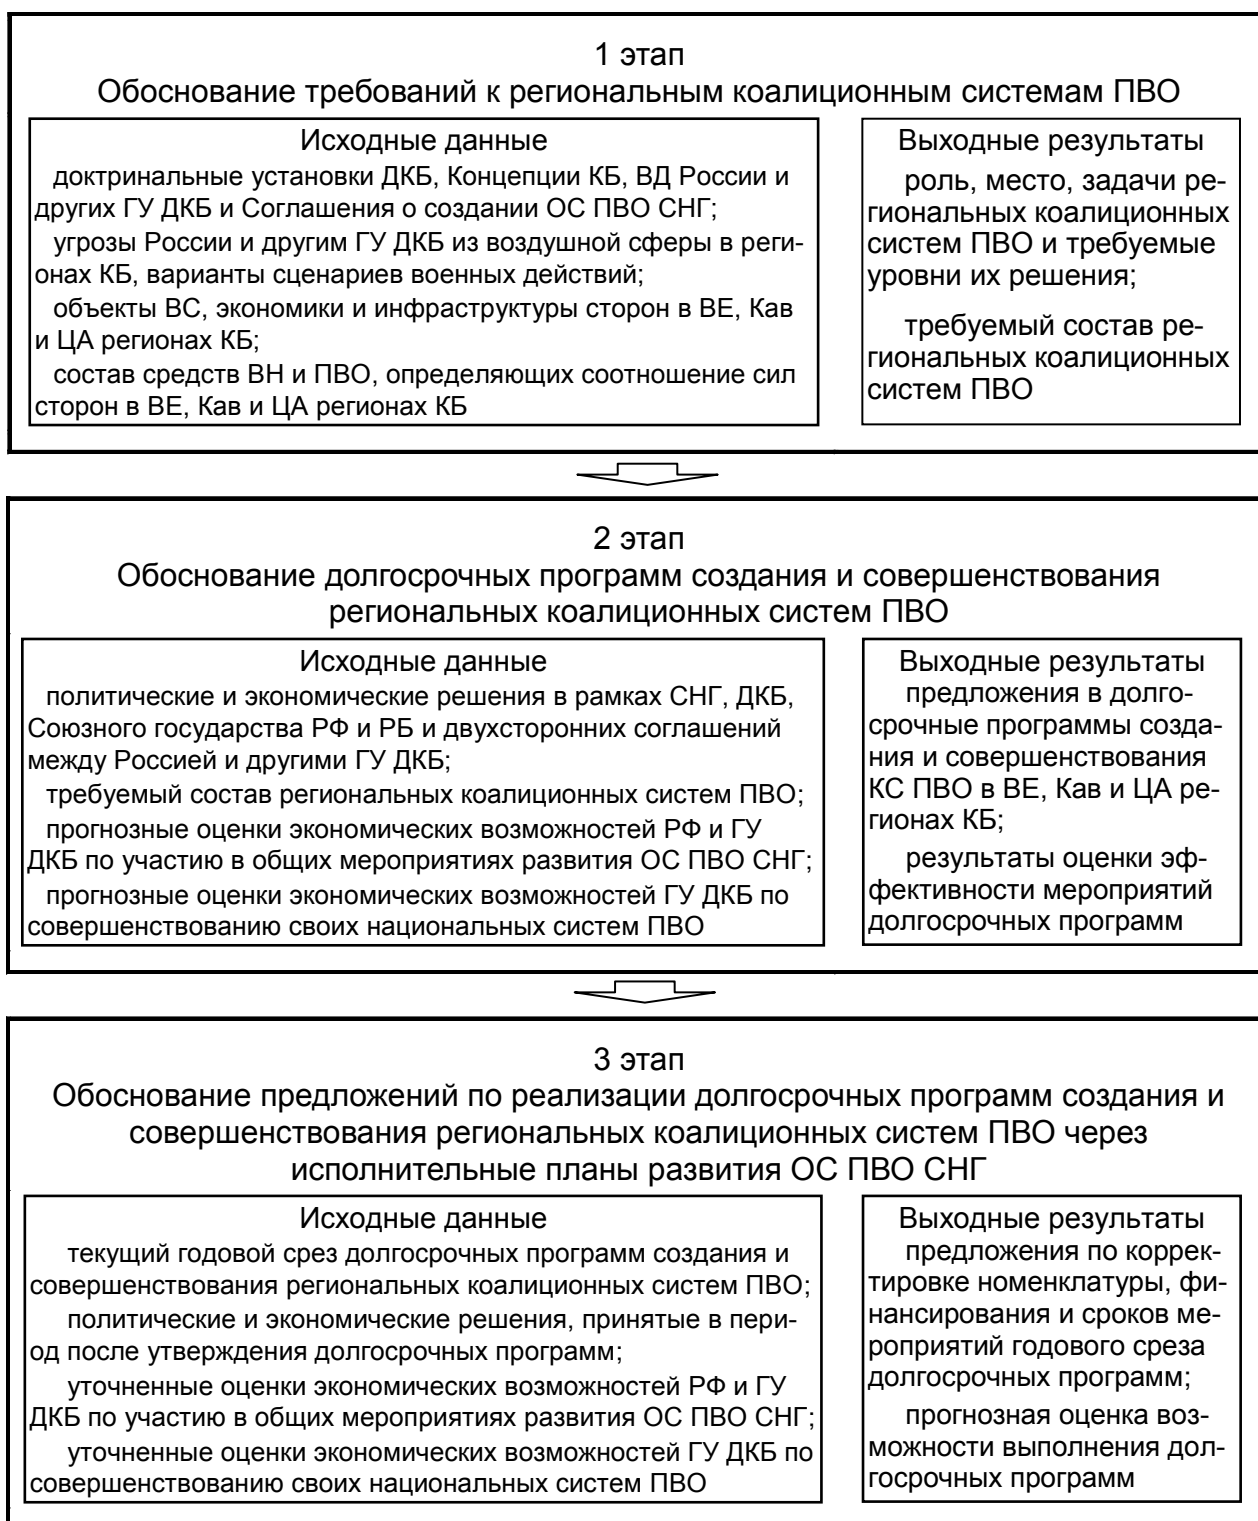 1 этап
Обоснование требований к региональным коалиционным системам ПВО
Исходные данные
доктринальные установки ДКБ, Концепции КБ, ВД России и
других ГУ ДКБ и Соглашения о создании ОС ПВО СНГ;
угрозы России и другим ГУ ДКБ из воздушной сферы в реги-
онах КБ, варианты сценариев военных действий;
объекты ВС, экономики и инфраструктуры сторон в ВЕ, Кав
и ЦА регионах КБ;
состав средств ВН и ПВО, определяющих соотношение сил
сторон в ВЕ, Кав и ЦА регионах КБ
Выходные результаты
роль, место, задачи ре-
гиональных коалиционных
систем ПВО и требуемые
уровни их решения;
требуемый состав ре-
гиональных коалиционных
систем ПВО
2 этап
Обоснование долгосрочных программ создания и совершенствования
региональных коалиционных систем ПВО
Исходные данные
политические и экономические решения в рамках СНГ, ДКБ,
Союзного государства РФ и РБ и двухсторонних соглашений
между Россией и другими ГУ ДКБ;
требуемый состав региональных коалиционных систем ПВО;
прогнозные оценки экономических возможностей РФ и ГУ
ДКБ по участию в общих мероприятиях развития ОС ПВО СНГ;
прогнозные оценки экономических возможностей ГУ ДКБ по
совершенствованию своих национальных систем ПВО
Выходные результаты
предложения в долго-
срочные программы созда-
ния и совершенствования
КС ПВО в ВЕ, Кав и ЦА ре-
гионах КБ;
результаты оценки эф-
фективности мероприятий
долгосрочных программ
3 этап
Обоснование предложений по реализации долгосрочных программ создания и
совершенствования региональных коалиционных систем ПВО через
исполнительные планы развития ОС ПВО СНГ
Исходные данные
текущий годовой срез долгосрочных программ создания и
совершенствования региональных коалиционных систем ПВО;
политические и экономические решения, принятые в пери-
од после утверждения долгосрочных программ;
уточненные оценки экономических возможностей РФ и ГУ
ДКБ по участию в общих мероприятиях развития ОС ПВО СНГ;
уточненные оценки экономических возможностей ГУ ДКБ по
совершенствованию своих национальных систем ПВО
Выходные результаты
предложения по коррек-
тировке номенклатуры, фи-
нансирования и сроков ме-
роприятий годового среза
долгосрочных программ;
прогнозная оценка воз-
можности выполнения дол-
госрочных программ